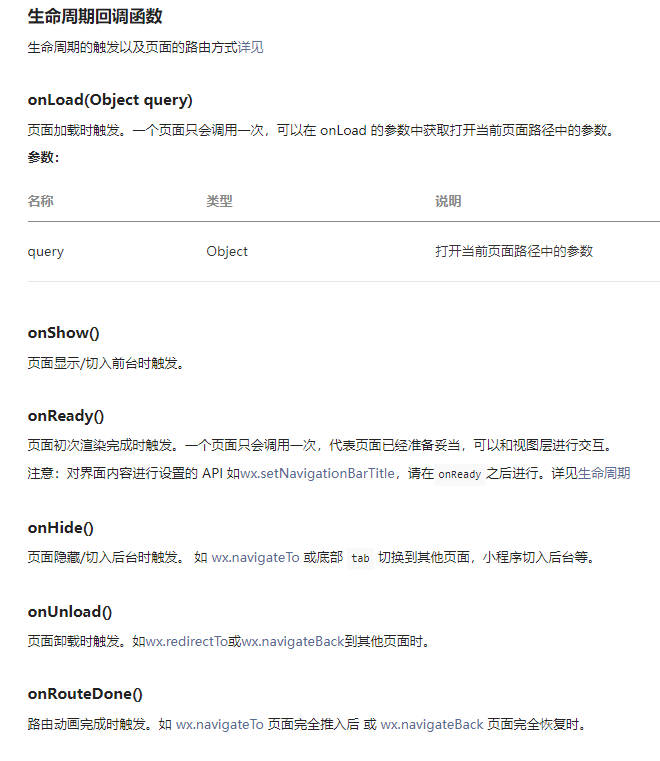 生命周期回调函数
生命周期的触发以及页面的路由方式详见
onLoad(Object query)
页面加载时触发。一个页面只会调用一次，可以在 onLoad 的参数中获取打开当前页面路径中的参数。
参数：
名称 类型 说明
query Object 打开当前页面路径中的参数
onShow()
页面显示/切入前台时触发。
onReady()
页面初次渲染完成时触发。一个页面只会调用一次，代表页面已经准备妥当，可以和视图层进行交互。
注意：对界面内容进行设置的 API 如wx.setNavigationBarTitle，请在 onReady 之后进行。详见生命周期
onHide()
页面隐藏/切入后台时触发。 如 wx.navigateTo 或底部 tab 切换到其他页面，小程序切入后台等。
onUnload()
页面卸载时触发。如wx.redirectTo或wx.navigateBack到其他页面时。
onRouteDone()
路由动画完成时触发。如 wx.navigateTo 页面完全推入后 或 wx.navigateBack 页面完全恢复时。